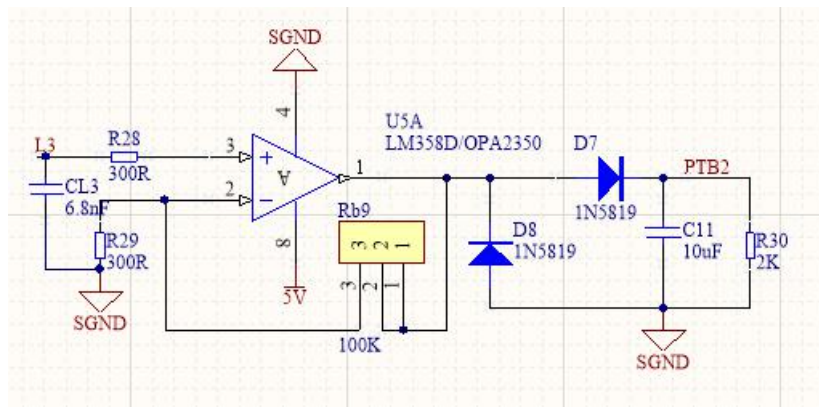 SGND
4
U5A
LM358D/OPA2350
D7
L3
R28
3
+
1
PTB2
300R
A
CL3
2
−
6.8nF
Rb9
1N5819
D8
C11
R29
8
3 2 1
1N5819
10uF
R30
300R
2K
3 2 1
5V
SGND
100K
SGND